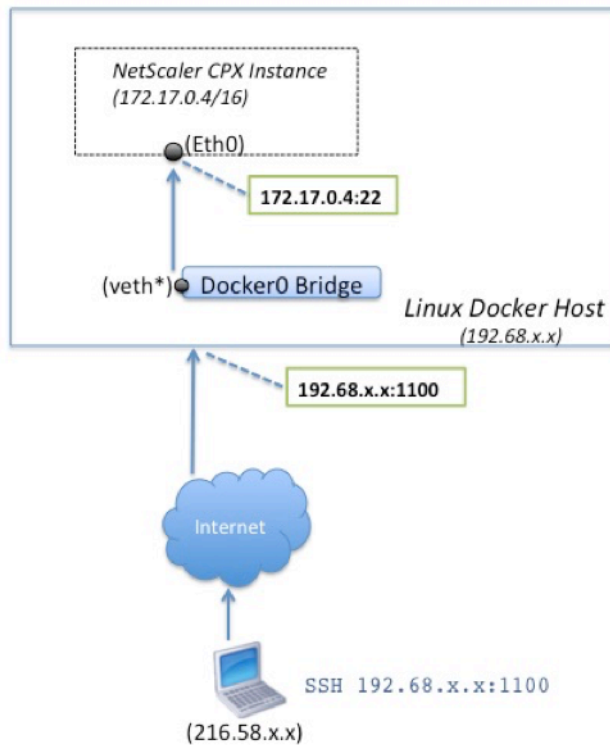 NetScaler CPX Instance
(172.17.0.4/16)
(Eth0)
172.17.0.4:22
(veth*)
Docker0 Bridge
Linux Docker Host
(192.68.x.x)
192.68.x.x:1100
Internet
SSH 192.68.x.x:1100
(216.58.x.x)